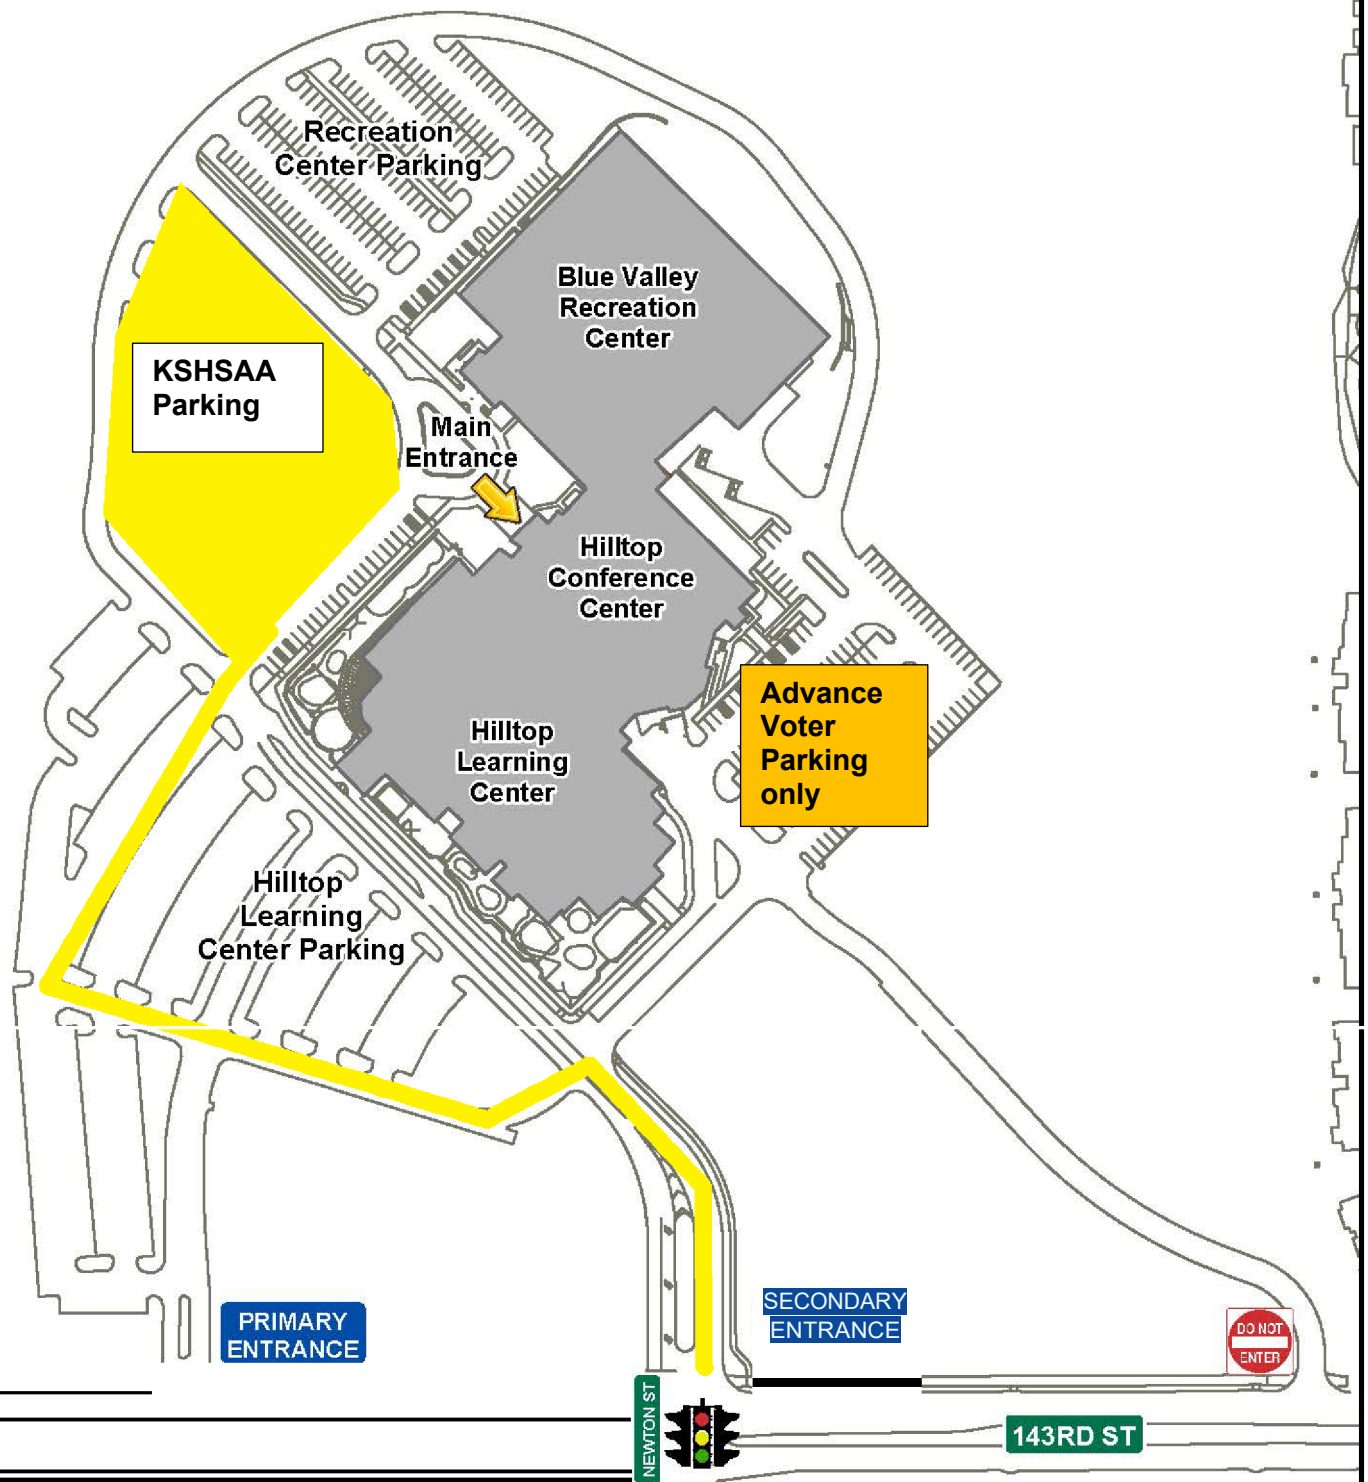 Recreation
Center Parking
Blue Valley
Recreation
Center
KSHSAA
Parking
Main
Entrance
Hilltop
Conference
Center
Advance
Voter
Parking
only
Hilltop
Learning
Center
Hilltop
Learning
Center Parking
PRIMARY
ENTRANCE
SECONDARY
ENTRANCE
DO NOT
ENTER
NEWTON ST
143RD ST